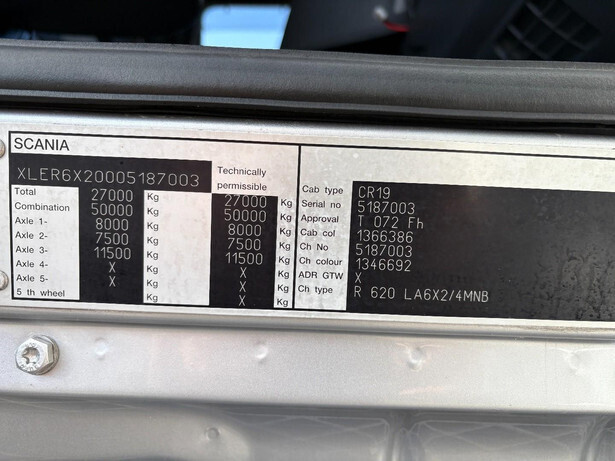 SCANIA
XLER6X20005187003 Technically permissible
Total 27000 Kg 27000 Kg
Combination 50000 Kg 50000 Kg
Axle 1- 8000 Kg 8000 Kg
Axle 2- 7500 Kg 7500 Kg
Axle 3- 11500 Kg 11500 Kg
Axle 4- X Kg X Kg
Axle 5- X Kg X Kg
5 th wheel Kg X Kg
Cab type CR19
Serial no 5187003
Approval T 072 Fh
Cab col 1366386
Ch No 5187003
Ch colour 1346692
ADR GTW X
Ch type R 620 LA6X2/4MNB